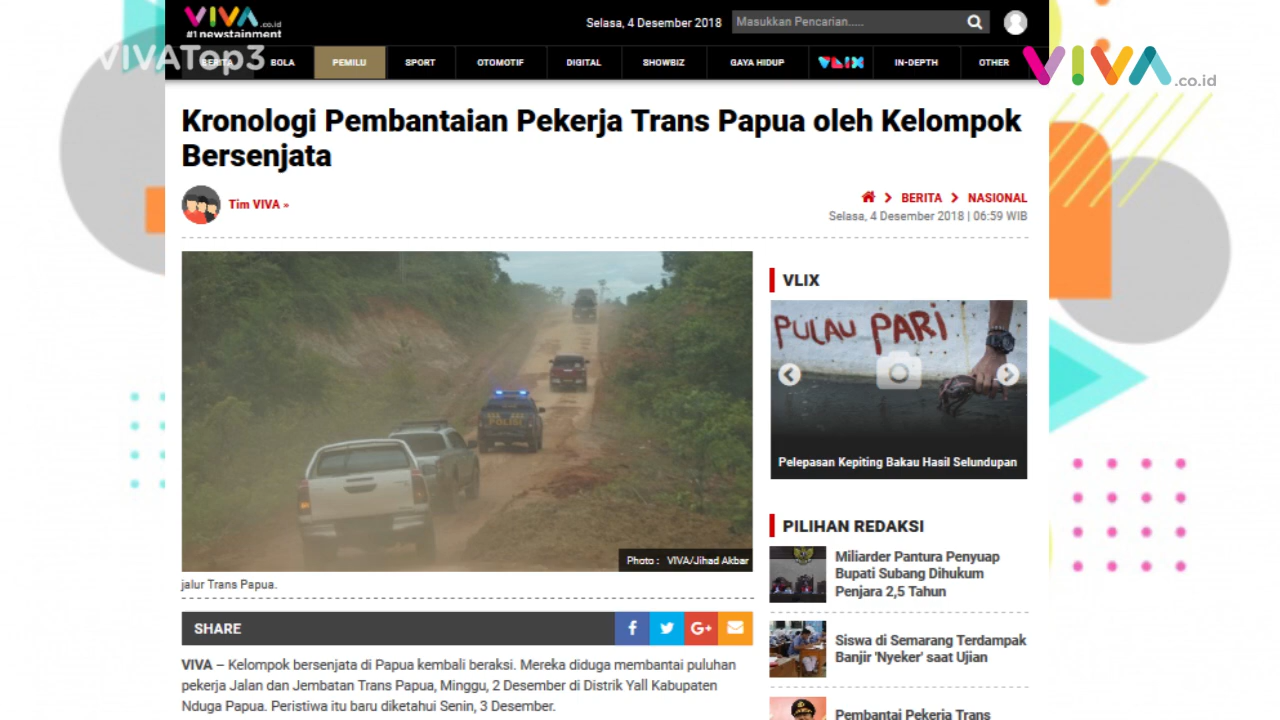 VIVA.co.id
#1 newstainment
Selasa, 4 Desember 2018
Masukkan Pencarian.....
VIVATop3
VIVA.co.id
BERITA
BOLA
PEMILU
SPORT
OTOMOTIF
DIGITAL
SHOWBIZ
GAYA HIDUP
VLIX
IN-DEPTH
OTHER
Kronologi Pembantaian Pekerja Trans Papua oleh Kelompok
Bersenjata
Tim VIVA »
BERITA
NASIONAL
Selasa, 4 Desember 2018 | 06:59 WIB
POLISI
Photo : VIVA/Jihad Akbar
jalur Trans Papua.
SHARE
f
G+
VIVA – Kelompok bersenjata di Papua kembali beraksi. Mereka diduga membantai puluhan
pekerja Jalan dan Jembatan Trans Papua, Minggu, 2 Desember di Distrik Yall Kabupaten
Nduga Papua. Peristiwa itu baru diketahui Senin, 3 Desember.
VLIX
PULAU PARI
Pelepasan Kepiting Bakau Hasil Selundupan
PILIHAN REDAKSI
Miliarder Pantura Penyuap
Bupati Subang Dihukum
Penjara 2,5 Tahun
Siswa di Semarang Terdampak
Banjir 'Nyeker' saat Ujian
Pembantai Pekerja Trans